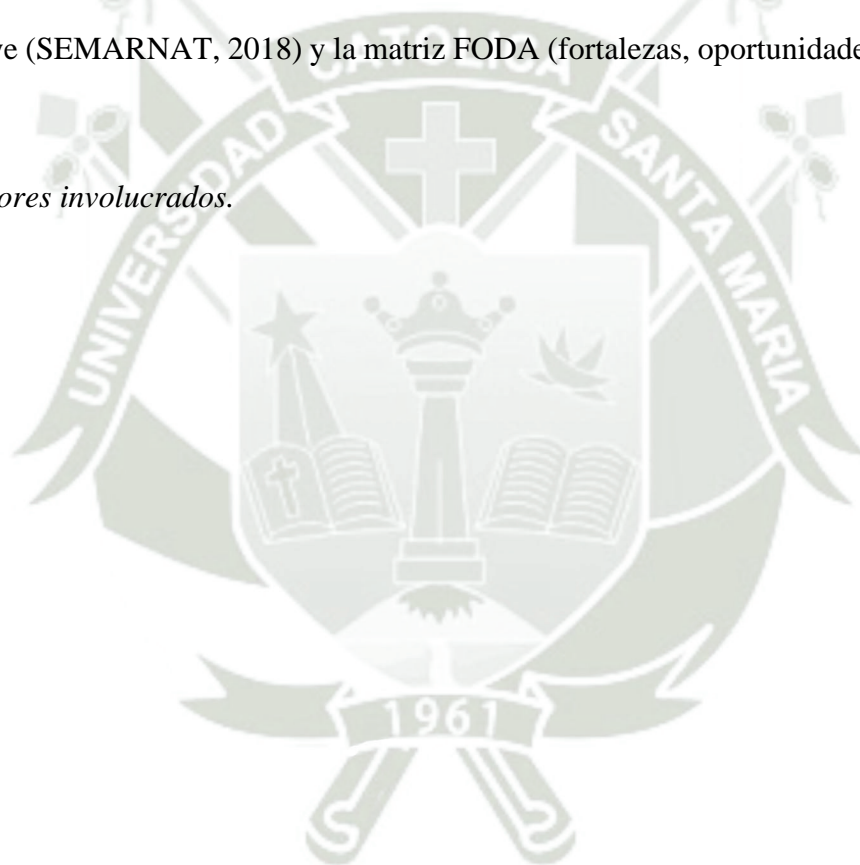 ve (SEMARNAT, 2018) y la matriz FODA (fortalezas, oportunidade
ores involucrados.
UNIVERSIDAD CATOLICA SANTA MARIA
1961